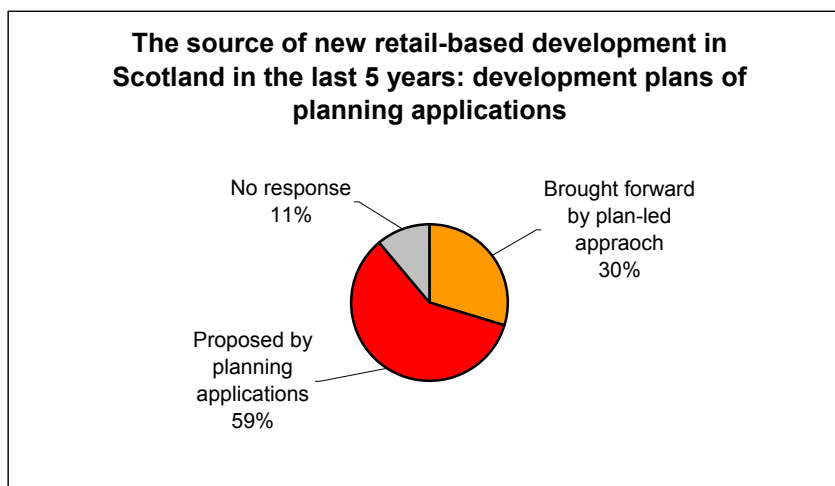 The source of new retail-based development in
Scotland in the last 5 years: development plans of
planning applications
No response
11%
Brought forward
by plan-led
appraoch
30%
Proposed by
planning
applications
59%